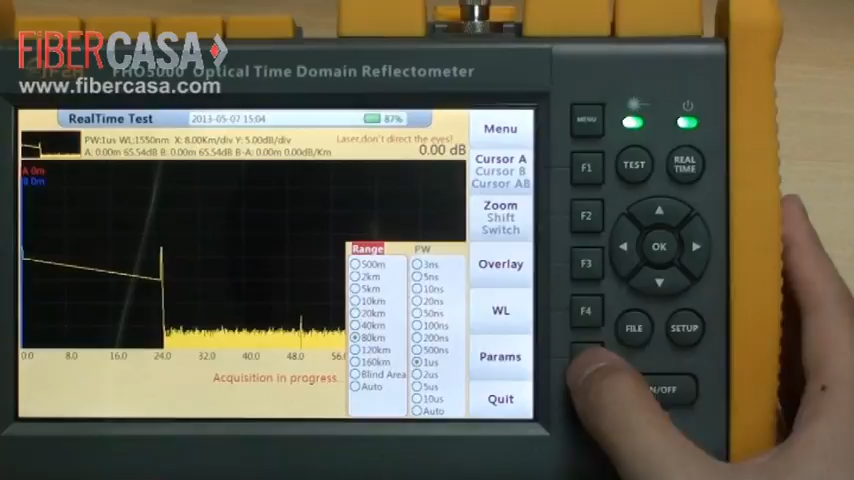 FIBERCASA
FHO5000 Optical Time Domain Reflectometer
www.fibercasa.com
RealTime Test 2013-05-07 15:04 87%
Menu
PW:1us WL:1550nm X: 8.00Km/div Y: 5.00dB/div Laser,don't direct the eyes!
A: 0.00m 65.54dB B: 0.00m 65.54dB B-A: 0.00m 0.00dB/Km 0.00 dB
A 0m
B 0m
Cursor A
Cursor B
Cursor AB
Zoom
Shift
Switch
Overlay
WL
Params
Quit
Range PW
500m 3ns
2km 5ns
5km 10ns
10km 20ns
20km 50ns
40km 100ns
80km 200ns
120km 500ns
160km 1us
Blind Area 2us
Auto 5us
10us
Auto
0.0 8.0 16.0 24.0 32.0 40.0 48.0 56.0
Acquisition in progress..
MENU
F1
F2
F3
F4
TEST
REAL
TIME
OK
FILE
SETUP
ON/OFF